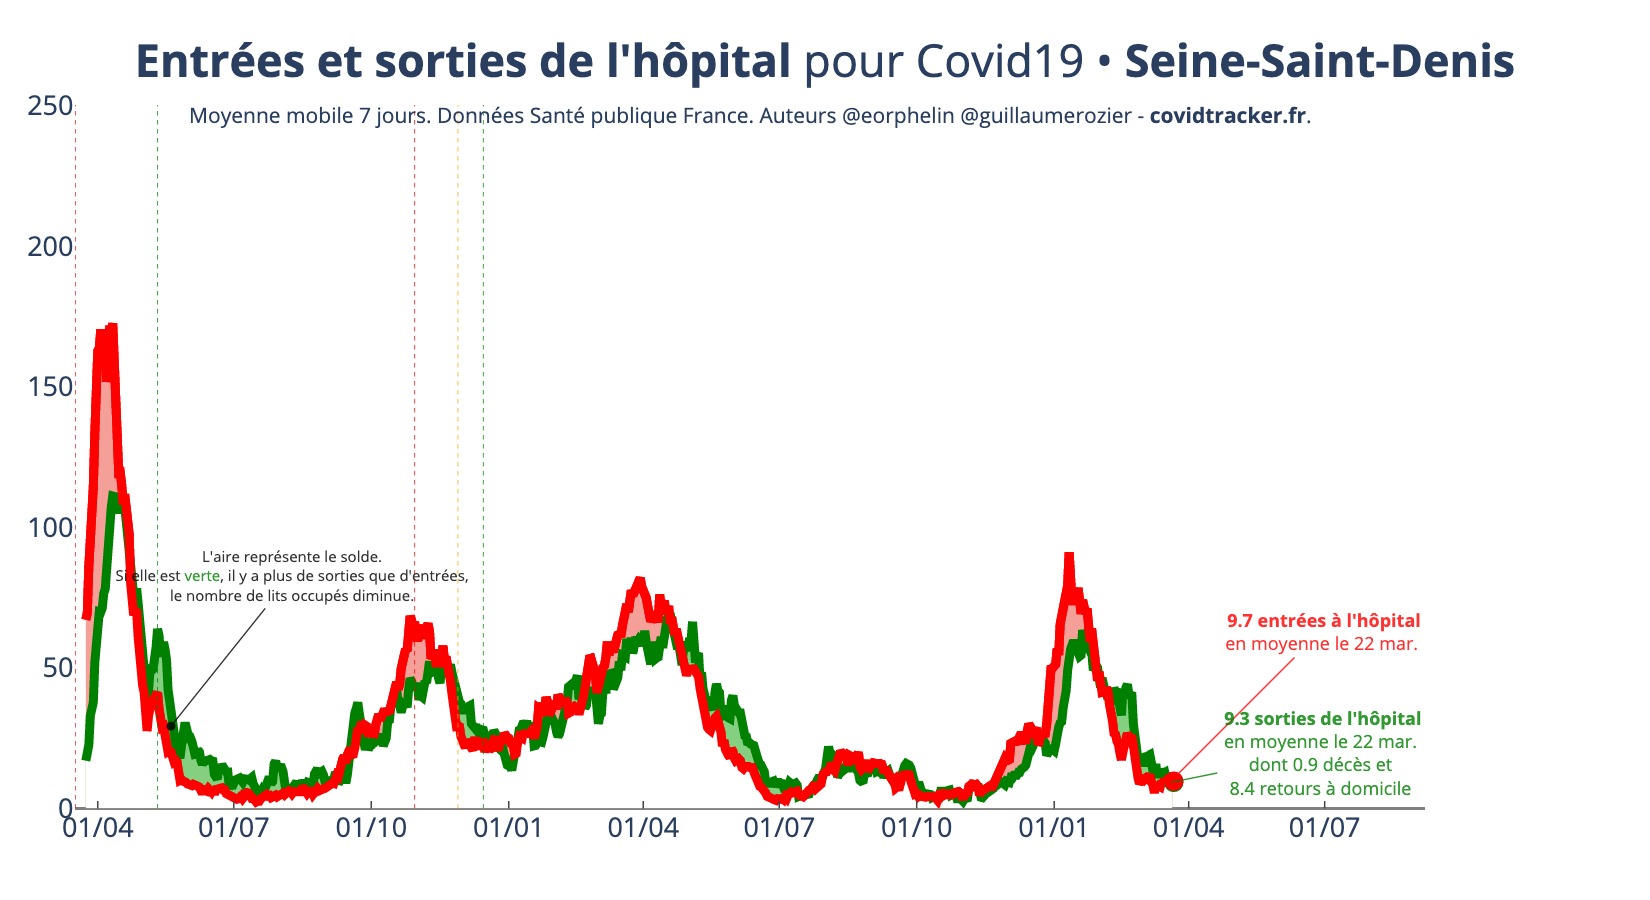 Entrées et sorties de l'hôpital pour Covid19 • Seine-Saint-Denis
Moyenne mobile 7 jours. Données Santé publique France. Auteurs @eorphelin @guillaumerozier - covidtracker.fr.
250
200
150
100
50
0
L'aire représente le solde.
Si elle est verte, il y a plus de sorties que d'entrées,
le nombre de lits occupés diminue.
9.7 entrées à l'hôpital
en moyenne le 22 mar.
9.3 sorties de l'hôpital
en moyenne le 22 mar.
dont 0.9 décès et
8.4 retours à domicile
01/04 01/07 01/10 01/01 01/04 01/07 01/10 01/01 01/04 01/07